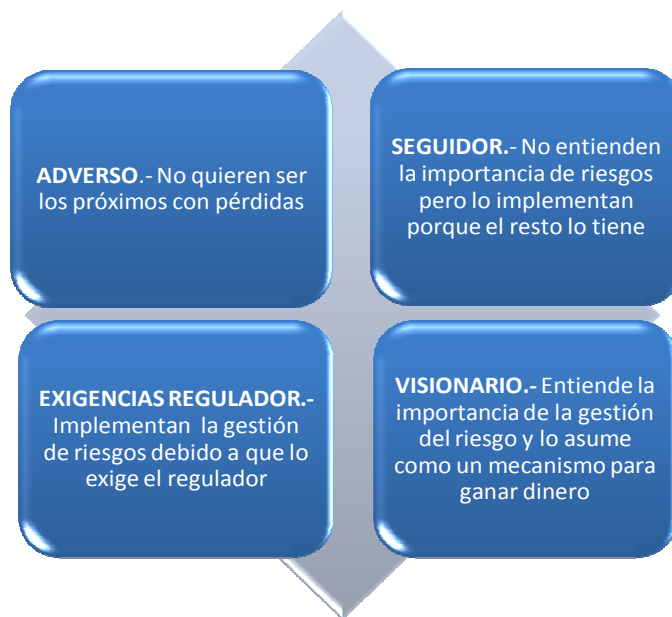 ADVERSO.- No quieren ser
los próximos con pérdidas
SEGUIDOR.- No entienden
la importancia de riesgos
pero lo implementan
porque el resto lo tiene
EXIGENCIAS REGULADOR.-
Implementan la gestión
de riesgos debido a que lo
exige el regulador
VISIONARIO.- Entiende la
importancia de la gestión
del riesgo y lo asume
como un mecanismo para
ganar dinero